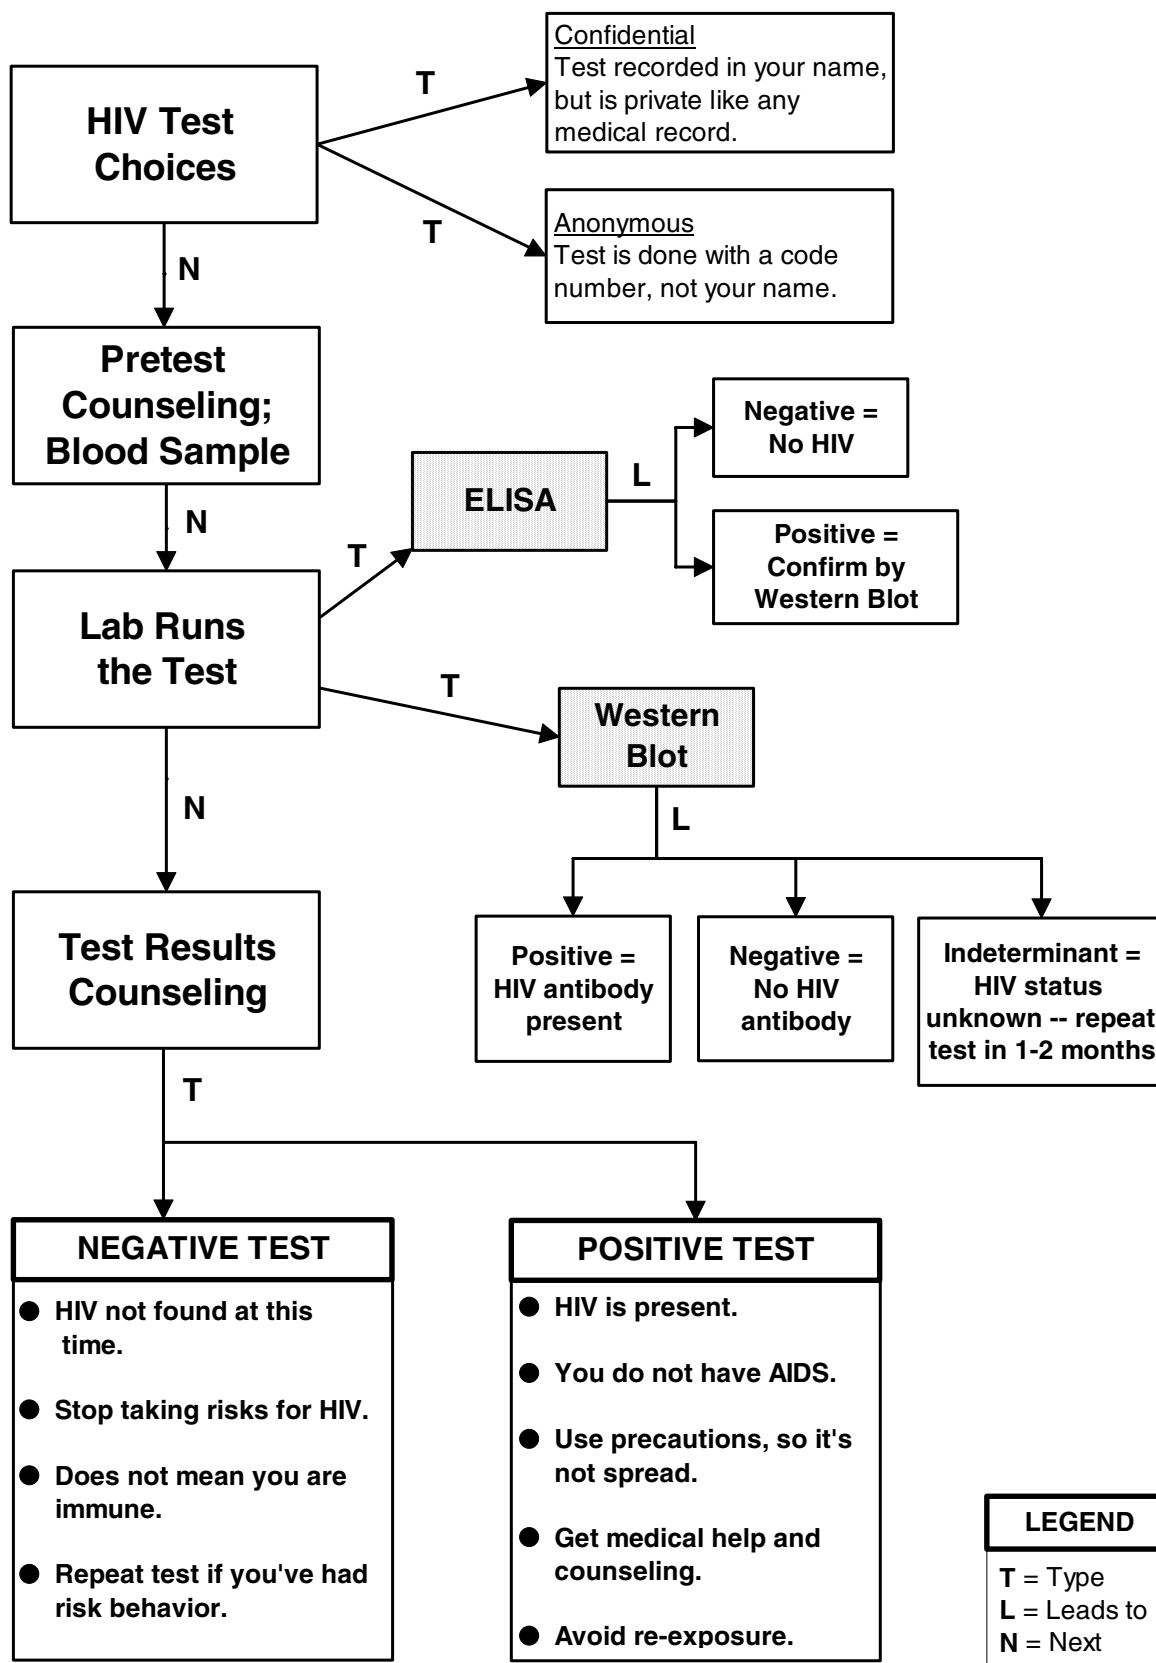 HIV Test
Choices
T
Confidential
Test recorded in your name,
but is private like any
medical record.
T
Anonymous
Test is done with a code
number, not your name.
N
Pretest
Counseling;
Blood Sample
N
Lab Runs
the Test
T
ELISA
L
Negative =
No HIV
Positive =
Confirm by
Western Blot
T
Western
Blot
L
Positive =
HIV antibody
present
Negative =
No HIV
antibody
Indeterminant =
HIV status
unknown -- repeat
test in 1-2 months
N
Test Results
Counseling
T
NEGATIVE TEST
● HIV not found at this
time.
● Stop taking risks for HIV.
● Does not mean you are
immune.
● Repeat test if you've had
risk behavior.
POSITIVE TEST
● HIV is present.
● You do not have AIDS.
● Use precautions, so it's
not spread.
● Get medical help and
counseling.
● Avoid re-exposure.
LEGEND
T = Type
L = Leads to
N = Next